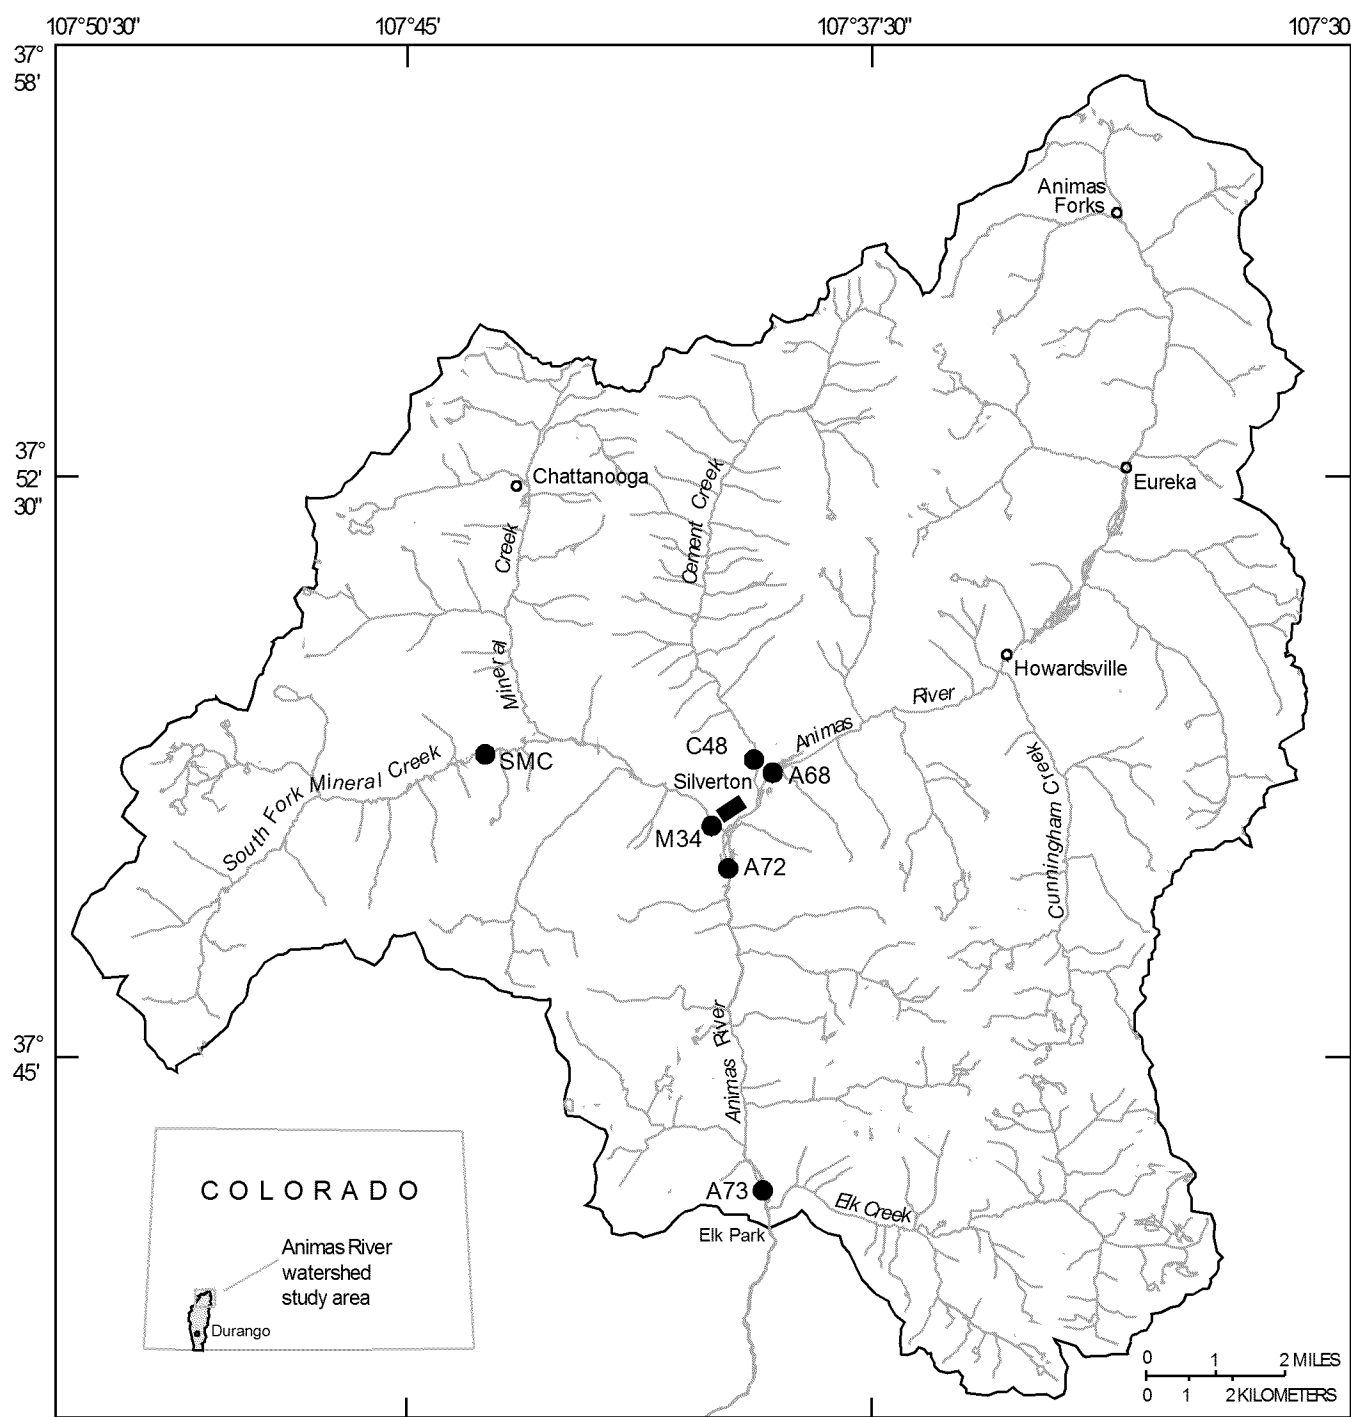 107°50'30"
107°45'
107°37'30"
107°30
37°
58'
Animas
Forks
37°
52'
30"
Chattanooga
Cement Creek
Eureka
Creek
Mineral
Howardsville
River
Animas
C48
SMC
A68
Silverton
South Fork Mineral Creek
M34
Cunningham Creek
A72
37°
45'
Animas River
A73
Elk Creek
Elk Park
COLORADO
Animas River
watershed
study area
Durango
0 1 2 MILES
0 1 2 KILOMETERS